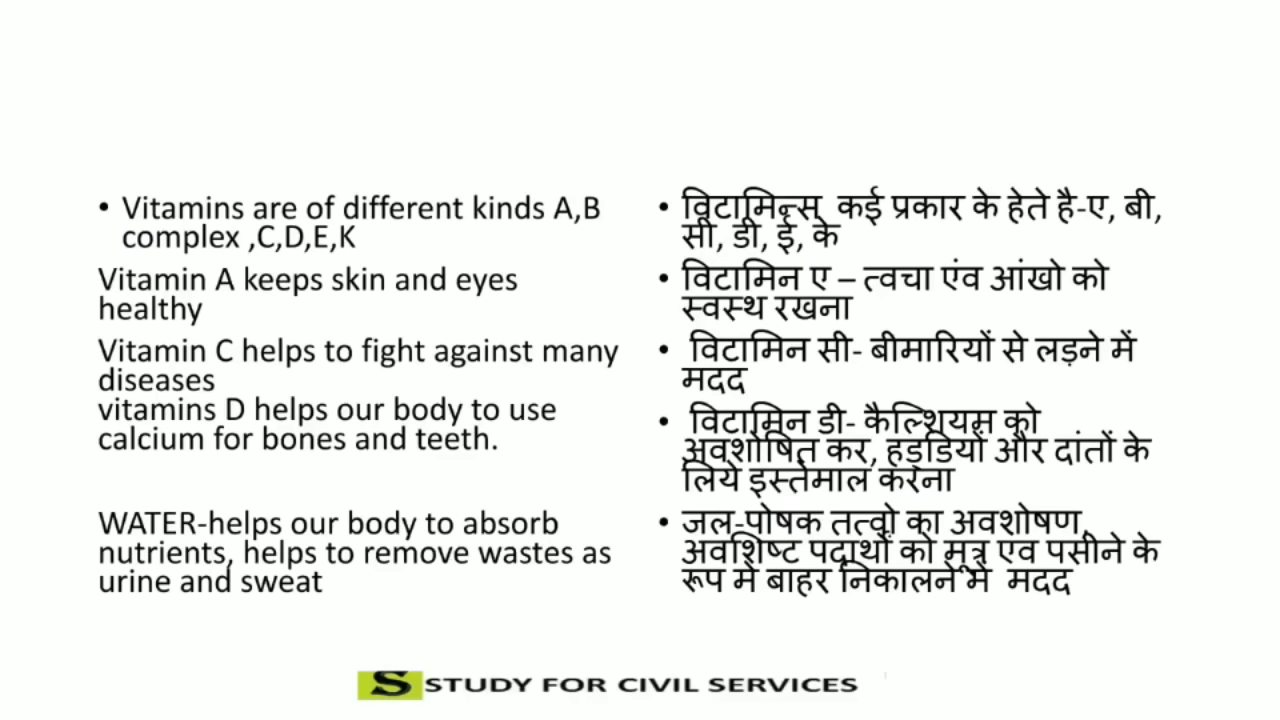 • Vitamins are of different kinds A,B
complex ,C,D,E,K
Vitamin A keeps skin and eyes
healthy
Vitamin C helps to fight against many
diseases
vitamins D helps our body to use
calcium for bones and teeth.
WATER-helps our body to absorb
nutrients, helps to remove wastes as
urine and sweat
• विटामिन्स कई प्रकार के हेते है-ए, बी,
सी, डी, ई, के
• विटामिन ए – त्वचा एंव आंखो को
स्वस्थ रखना
• विटामिन सी- बीमारियों से लड़ने में
मदद
• विटामिन डी- कैल्शियम को
अवशोषित कर, हड्डियों और दांतों के
लिये इस्तेमाल करना
• जल-पोषक तत्वो का अवशोषण,
अवशिष्ट पदार्थों को मूत्र एंव पसीने के
रूप में बाहर निकालने में मदद
S STUDY FOR CIVIL SERVICES